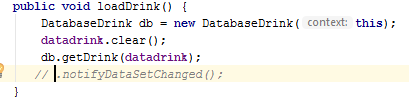 public void loadDrink() {
DatabaseDrink db = new DatabaseDrink( context: this);
datadrink.clear();
db.getDrink(datadrink);
// .notifyDataSetChanged();
}